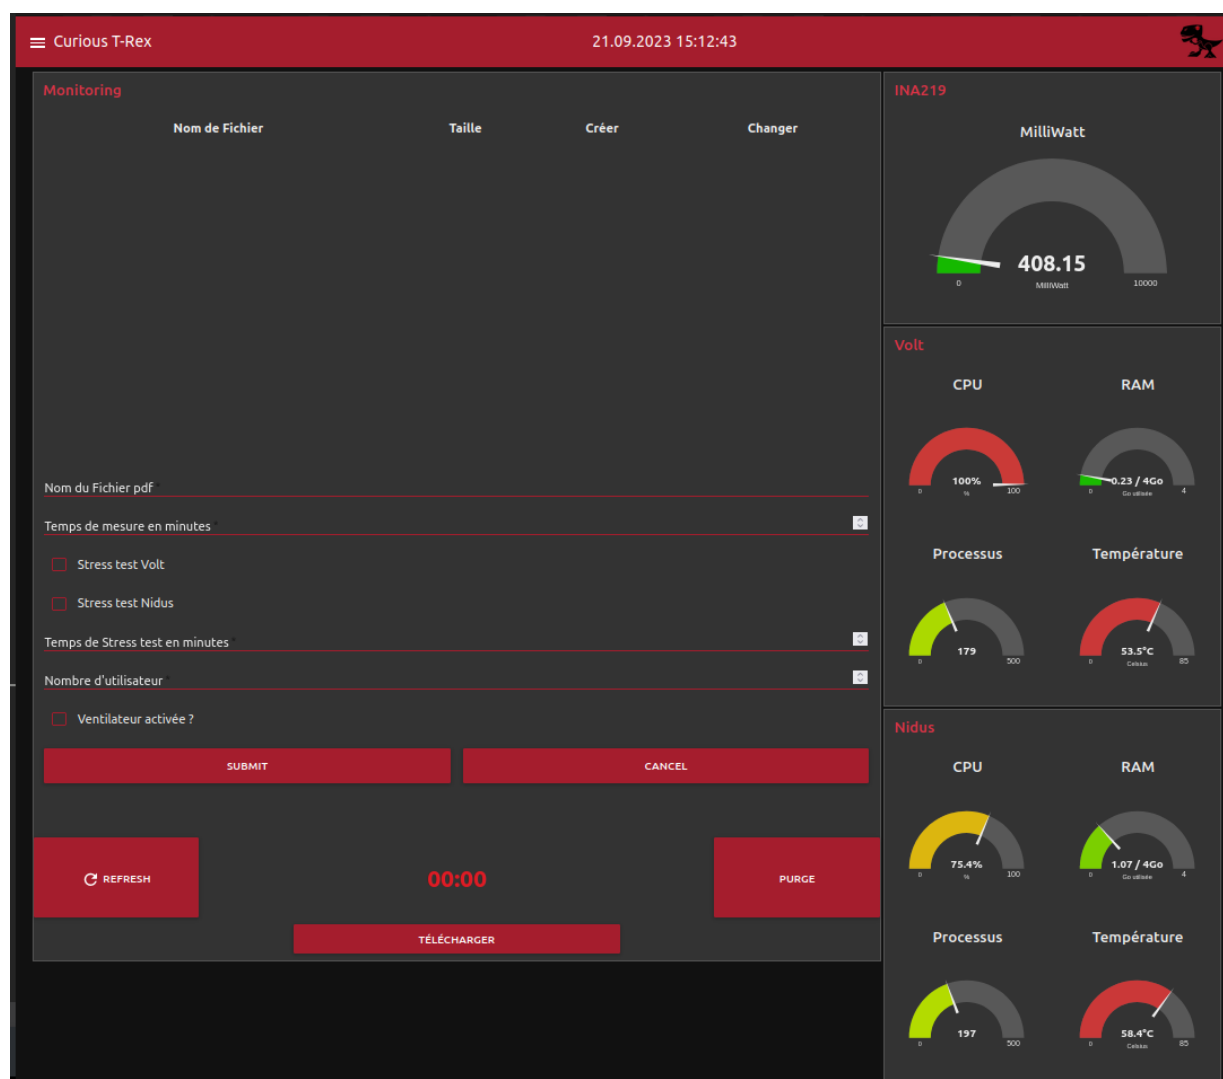 Curious T-Rex
21.09.2023 15:12:43
Monitoring
Nom de Fichier Taille Créer Changer
Nom du Fichier pdf *
Temps de mesure en minutes *
Stress test Volt
Stress test Nidus
Temps de Stress test en minutes *
Nombre d'utilisateur *
Ventilateur activée ?
SUBMIT CANCEL
REFRESH 00:00 PURGE
TÉLÉCHARGER
INA219
MilliWatt
408.15
0 MilliWatt 10000
Volt
CPU RAM
100% 0.23 / 4Go
0 % 100 0 Go utilisée 4
Processus Température
179 53.5°C
0 500 0 Celsius 85
Nidus
CPU RAM
75.4% 1.07 / 4Go
0 % 100 0 Go utilisée 4
Processus Température
197 58.4°C
0 500 0 Celsius 85